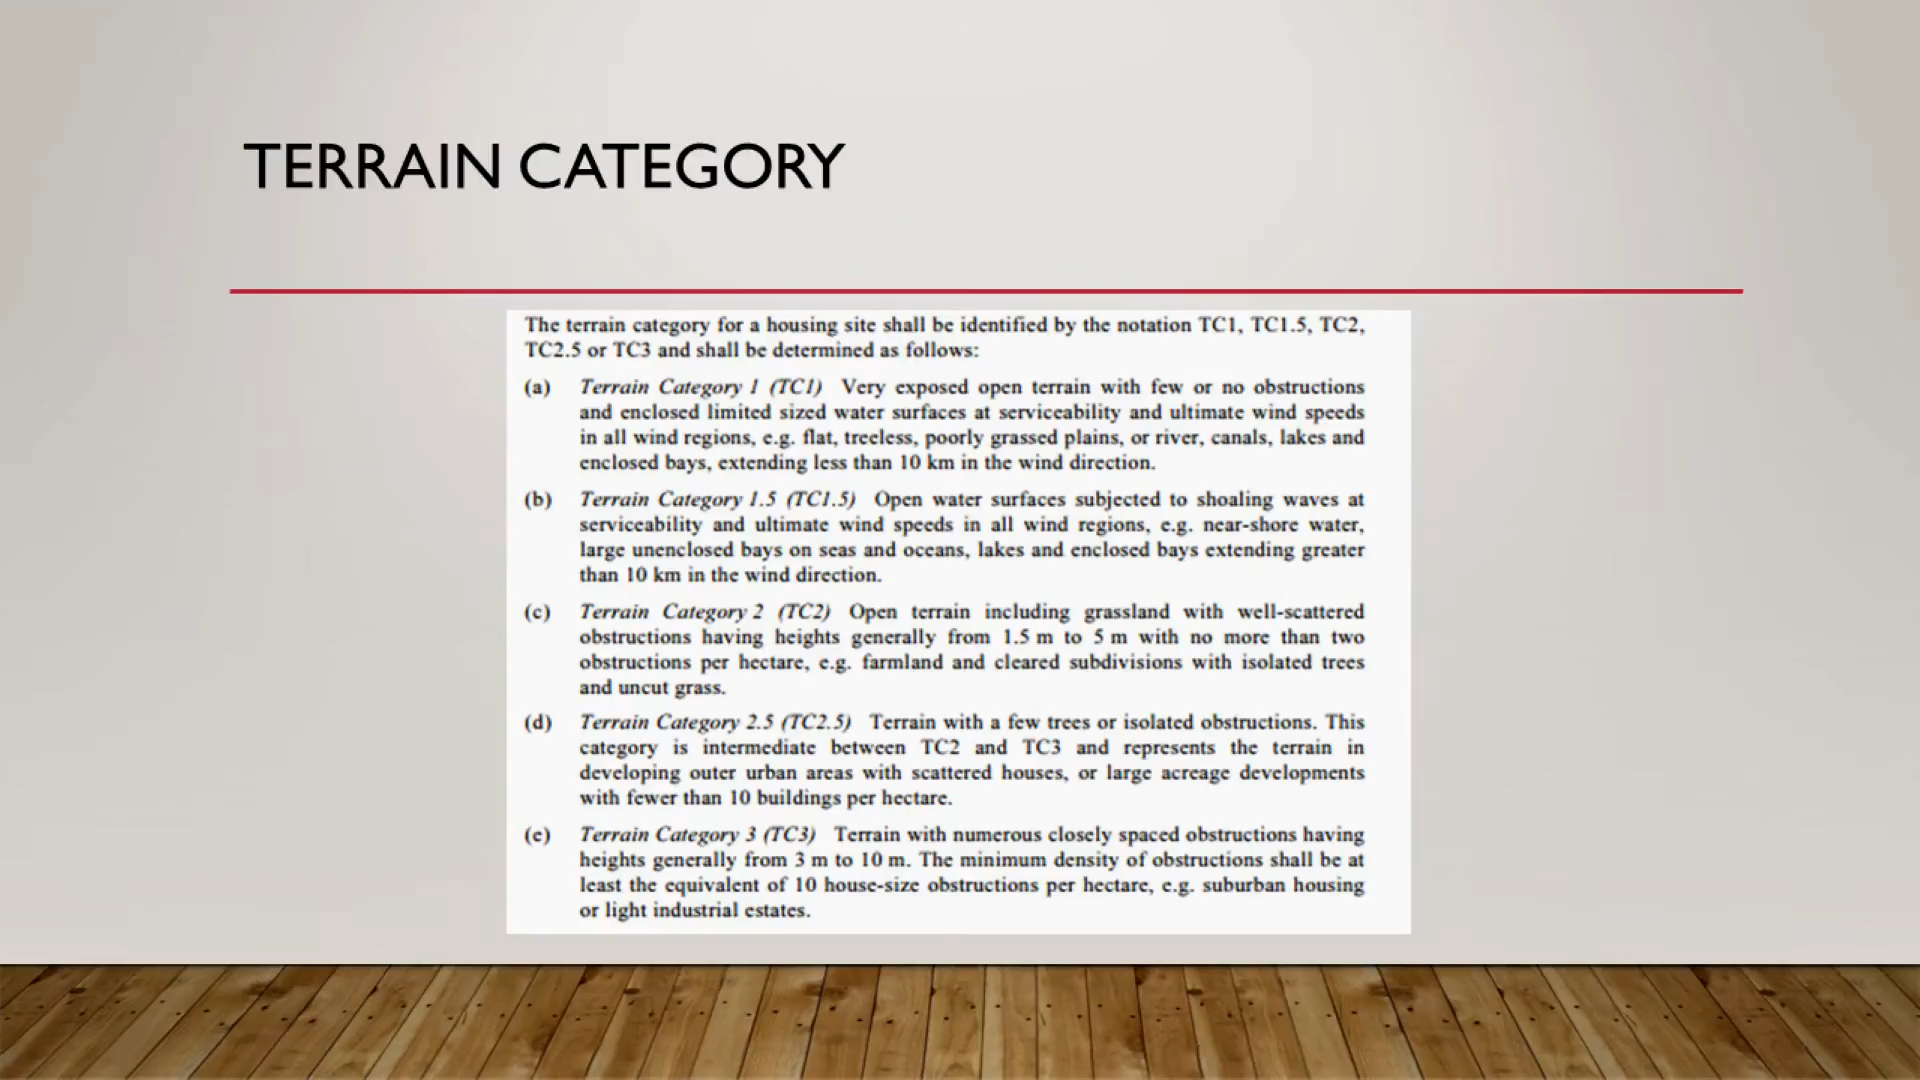 TERRAIN CATEGORY
The terrain category for a housing site shall be identified by the notation TC1, TC1.5, TC2,
TC2.5 or TC3 and shall be determined as follows:
(a) Terrain Category 1 (TC1) Very exposed open terrain with few or no obstructions
and enclosed limited sized water surfaces at serviceability and ultimate wind speeds
in all wind regions, e.g. flat, treeless, poorly grassed plains, or river, canals, lakes and
enclosed bays, extending less than 10 km in the wind direction.
(b) Terrain Category 1.5 (TC1.5) Open water surfaces subjected to shoaling waves at
serviceability and ultimate wind speeds in all wind regions, e.g. near-shore water,
large unenclosed bays on seas and oceans, lakes and enclosed bays extending greater
than 10 km in the wind direction.
(c) Terrain Category 2 (TC2) Open terrain including grassland with well-scattered
obstructions having heights generally from 1.5 m to 5 m with no more than two
obstructions per hectare, e.g. farmland and cleared subdivisions with isolated trees
and uncut grass.
(d) Terrain Category 2.5 (TC2.5) Terrain with a few trees or isolated obstructions. This
category is intermediate between TC2 and TC3 and represents the terrain in
developing outer urban areas with scattered houses, or large acreage developments
with fewer than 10 buildings per hectare.
(e) Terrain Category 3 (TC3) Terrain with numerous closely spaced obstructions having
heights generally from 3 m to 10 m. The minimum density of obstructions shall be at
least the equivalent of 10 house-size obstructions per hectare, e.g. suburban housing
or light industrial estates.